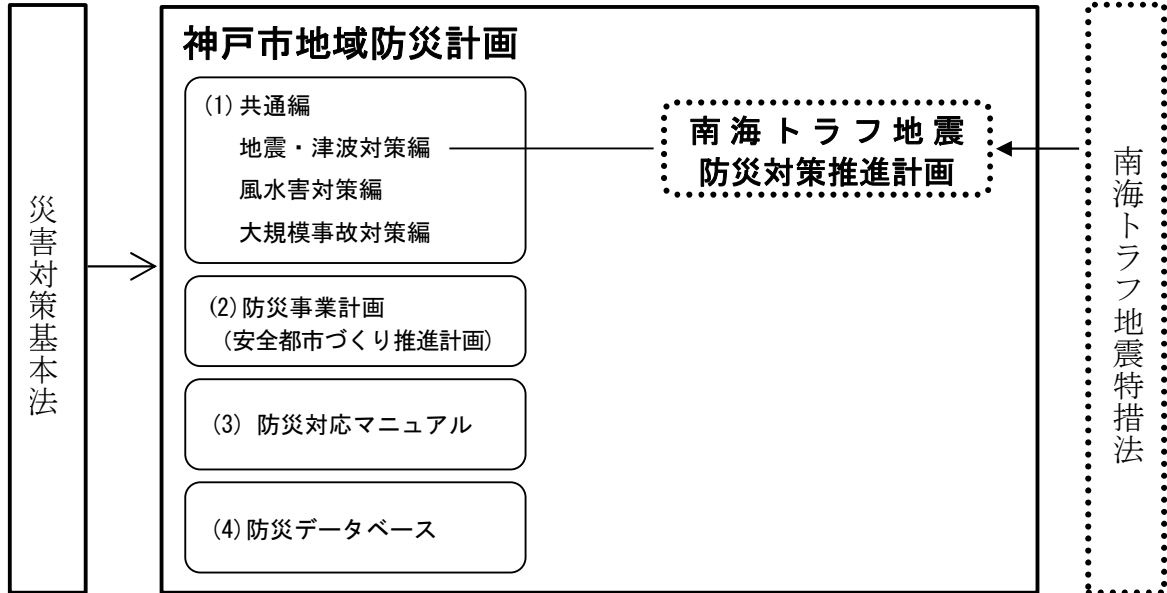 災害対策基本法
神戸市地域防災計画
(1) 共通編
地震・津波対策編
風水害対策編
大規模事故対策編
(2) 防災事業計画
(安全都市づくり推進計画)
(3) 防災対応マニュアル
(4) 防災データベース
南海トラフ地震
防災対策推進計画
南海トラフ地震特措法